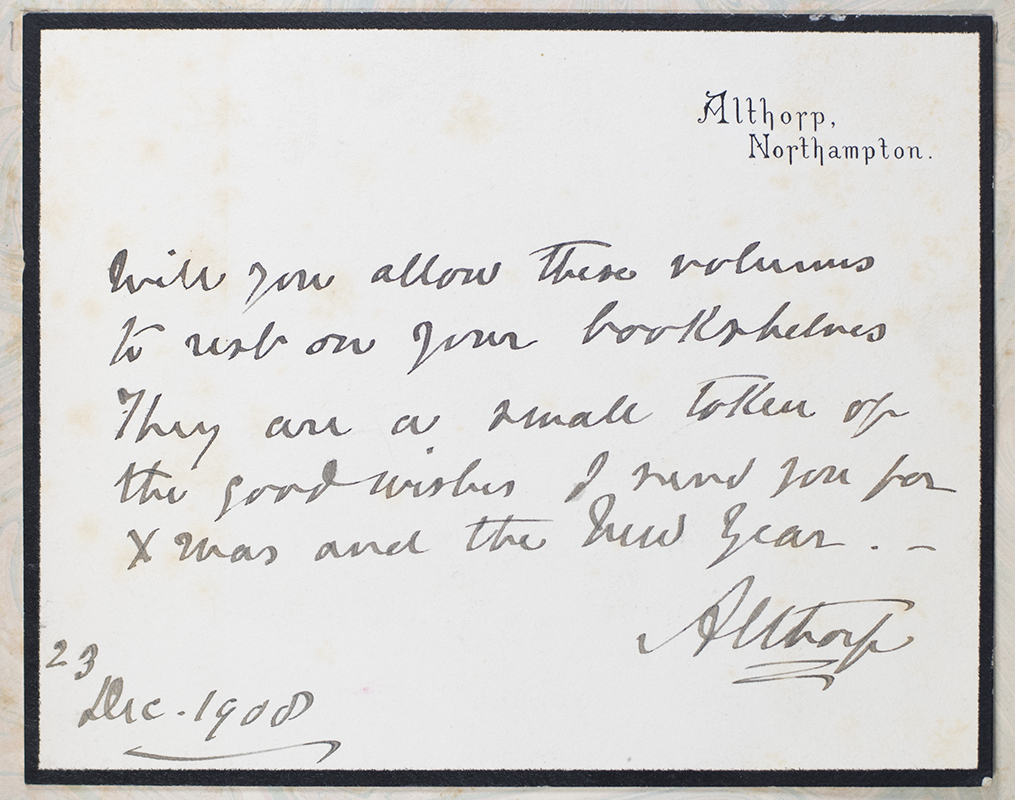 Althorp,
Northampton.
Will you allow these volumes
to rest on your bookshelves
They are a small token of
the good wishes I send you for
Xmas and the New Year . –
Althorp
23
Dec. 1908